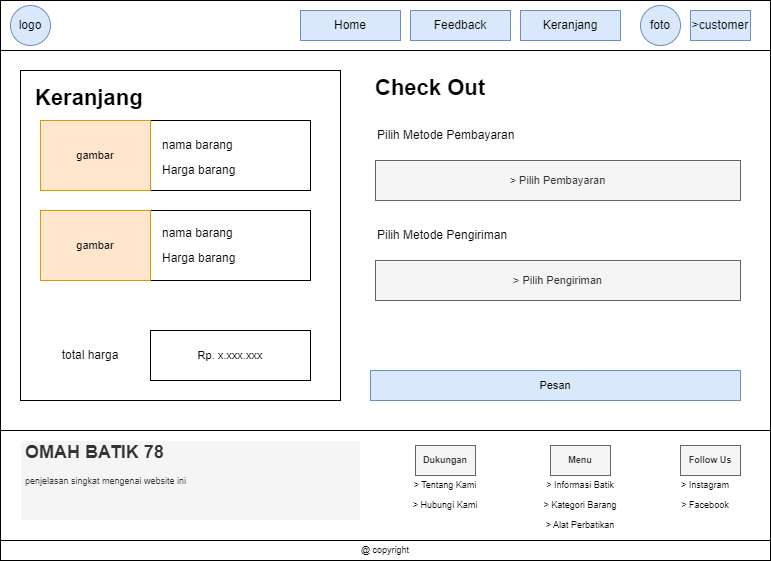 logo
Home
Feedback
Keranjang
foto
>customer
Keranjang
gambar
nama barang
Harga barang
gambar
nama barang
Harga barang
total harga
Rp. x.xxx.xxx
Check Out
Pilih Metode Pembayaran
> Pilih Pembayaran
Pilih Metode Pengiriman
> Pilih Pengiriman
Pesan
OMAH BATIK 78
penjelasan singkat mengenai website ini
Dukungan
> Tentang Kami
> Hubungi Kami
Menu
> Informasi Batik
> Kategori Barang
> Alat Perbatikan
Follow Us
> Instagram
> Facebook
@ copyright